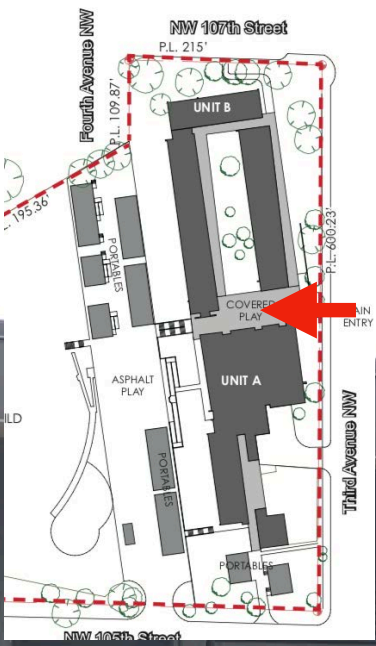 NW 107th Street
P.L. 215'
Fourth Avenue NW
P.L. 109.87'
195.36'
UNIT B
PORTABLES
P.L. 600.23'
COVERED
PLAY
AIN
ENTRY
ASPHALT
PLAY
UNIT A
ILD
PORTABLES
Third Avenue NW
PORTABLES
NW 105th Street